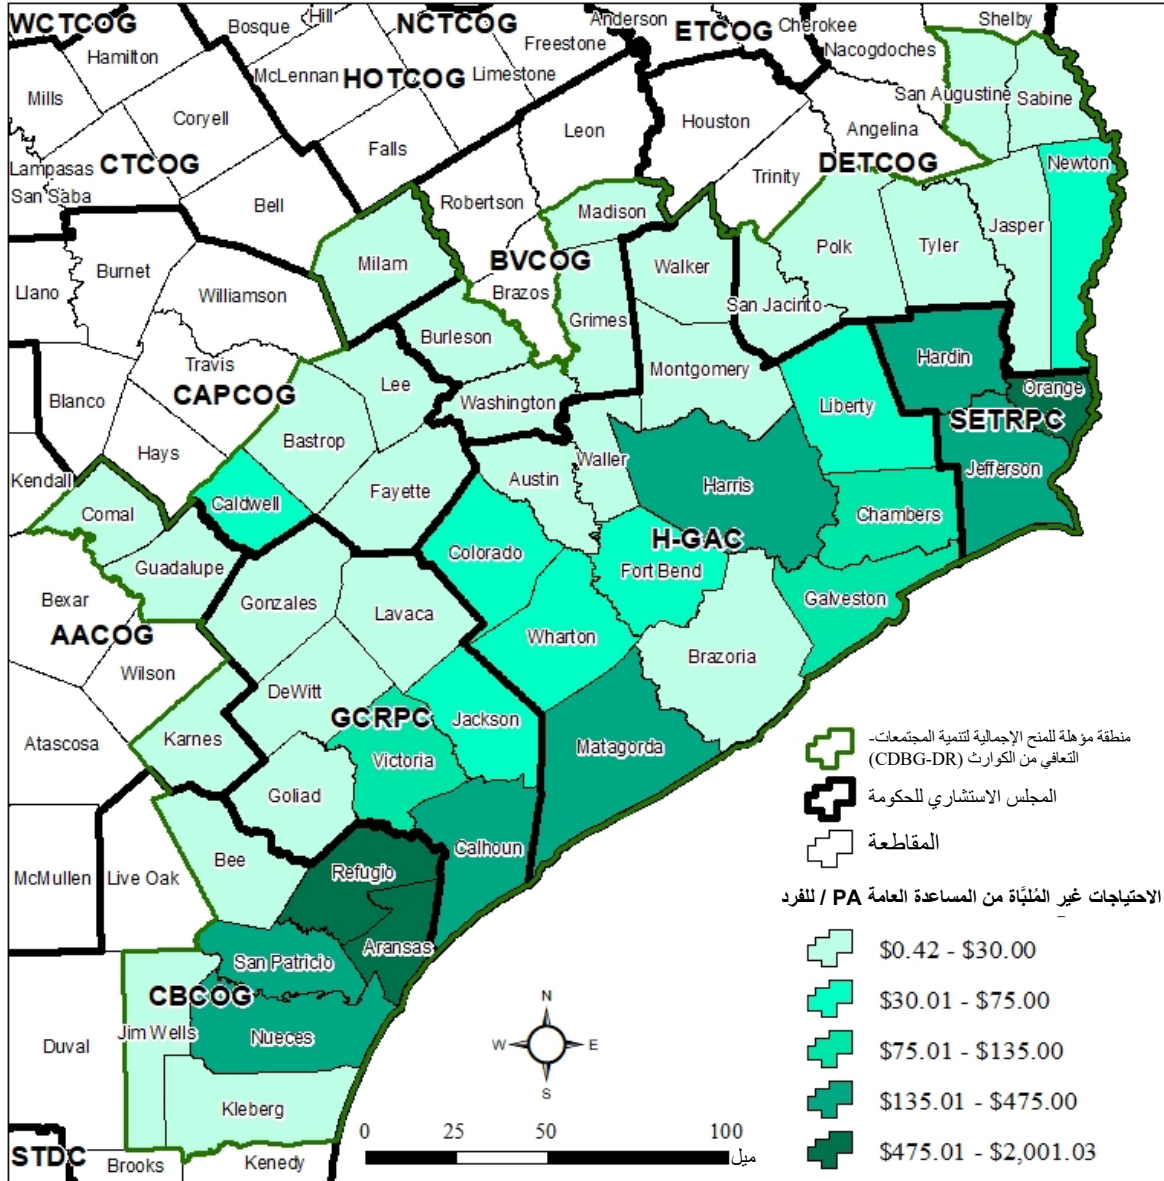 WCTCOG
Hill
Bosque
NCTCOG
Anderson
ETCOG
Cherokee
Shelby
Hamilton
Freestone
Nacogdoches
McLennan
HOTCOG
Limestone
San Augustine
Sabine
Mills
Coryell
Leon
Houston
Angelina
Falls
Lampasas
CTCOG
DETCOG
Newton
San Saba
Bell
Robertson
Trinity
Madison
Jasper
Polk
Tyler
Burnet
Milam
BVCOG
Walker
Llano
Williamson
Brazos
San Jacinto
Grimes
Burleson
Travis
Hardin
Montgomery
Lee
Orange
Blanco
CAPCOG
Washington
Liberty
SETRPC
Bastrop
Hays
Waller
Jefferson
Kendall
Austin
Harris
Fayette
Caldwell
Comal
Chambers
H-GAC
Colorado
Guadalupe
Fort Bend
Bexar
Gonzales
Lavaca
Galveston
AACOG
Wharton
Brazoria
Wilson
DeWitt
GCRPC
Jackson
Karnes
Atascosa
Victoria
Matagorda
Goliad
Calhoun
Bee
Refugio
McMullen
Live Oak
Aransas
San Patricio
CBCOG
Jim Wells
Nueces
Duval
Kleberg
STDC
Brooks
Kenedy
منطقة مؤهلة للمنح الإجمالية لتنمية المجتمعات-
التعافي من الكوارث (CDBG-DR)
المجلس الاستشاري للحكومة
المقاطعة
الاحتياجات غير المُلبَّاة من المساعدة العامة PA / للفرد
$0.42 - $30.00
$30.01 - $75.00
$75.01 - $135.00
$135.01 - $475.00
$475.01 - $2,001.03
N
W
E
S
0
25
50
100
ميل